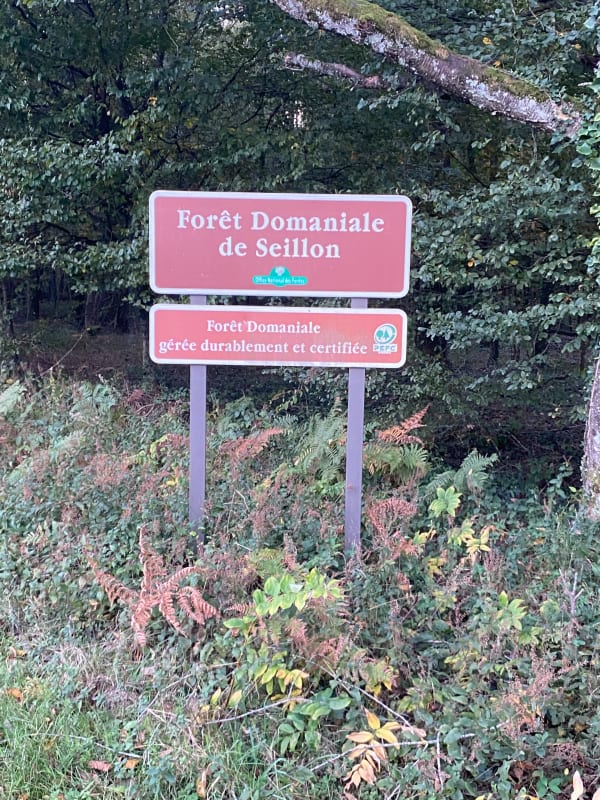 Forêt Domaniale
de Seillon
Office National des Forêts
Forêt Domaniale
gérée durablement et certifiée
PEFC